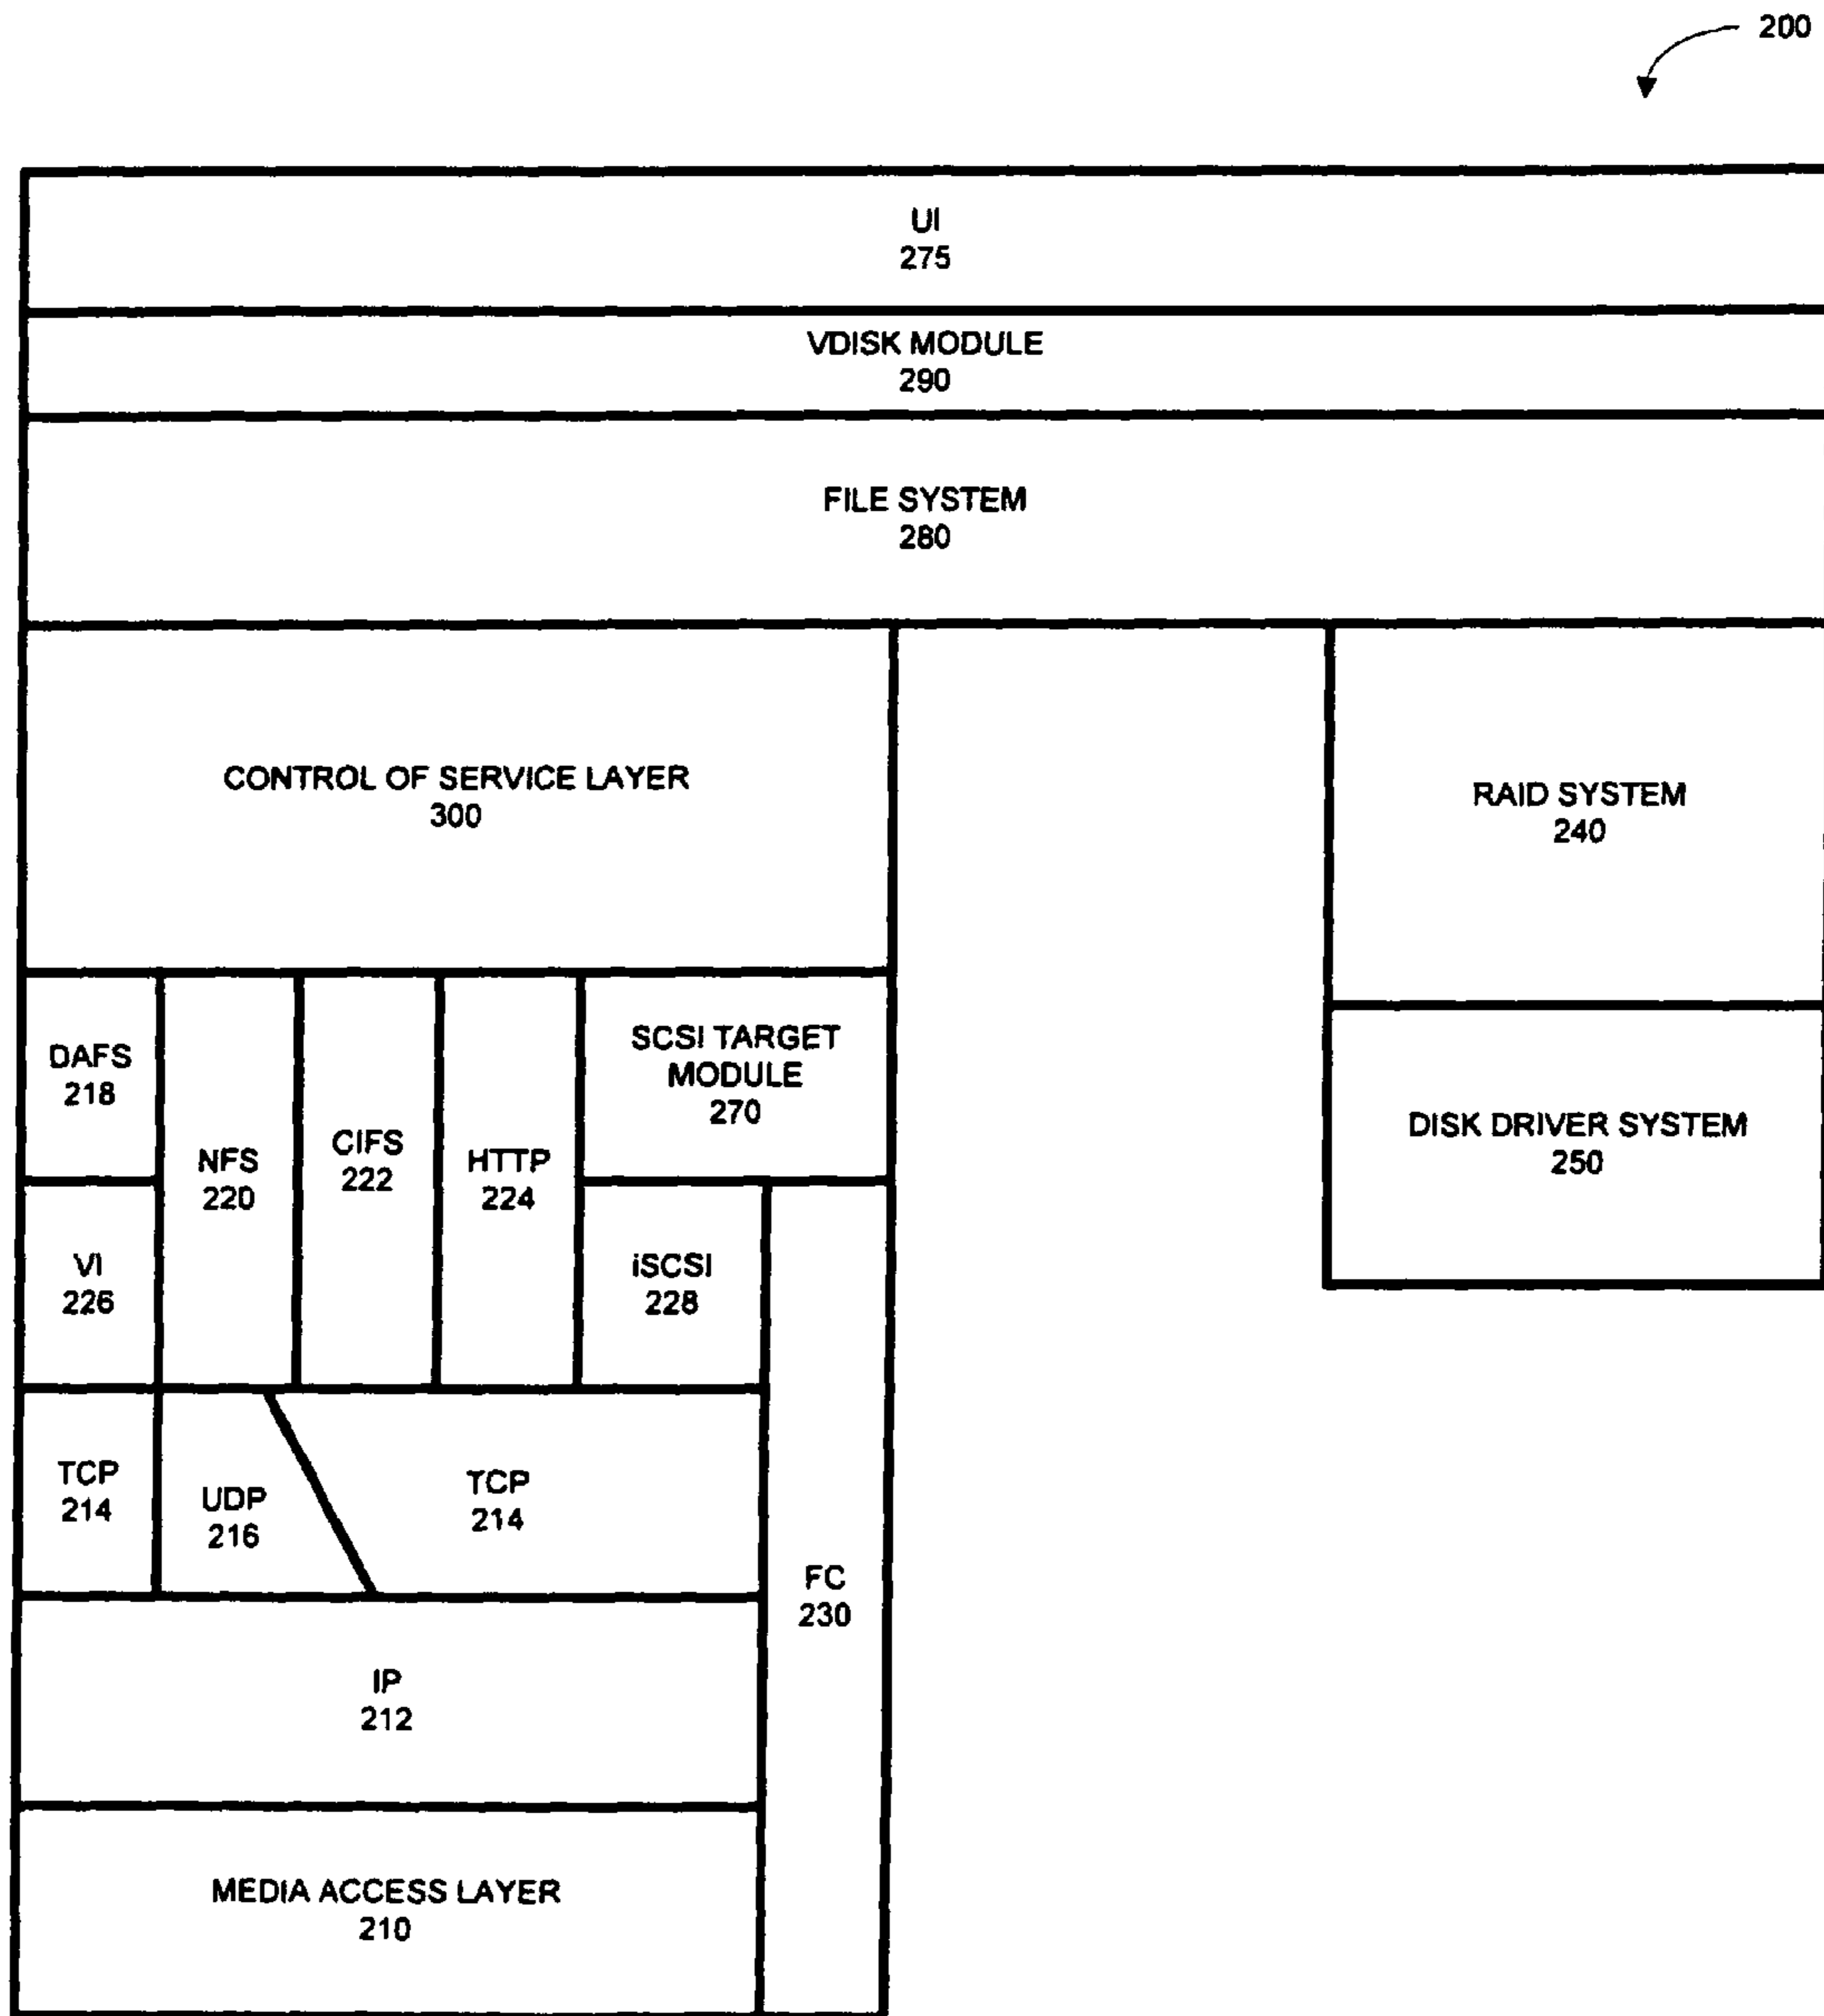 200
UI
275
VDISK MODULE
290
FILE SYSTEM
280
CONTROL OF SERVICE LAYER
300
RAID SYSTEM
240
DAFS
218
NFS
220
CIFS
222
HTTP
224
SCSI TARGET
MODULE
270
DISK DRIVER SYSTEM
250
VI
226
iSCSI
228
TCP
214
UDP
216
TCP
214
FC
230
IP
212
MEDIA ACCESS LAYER
210